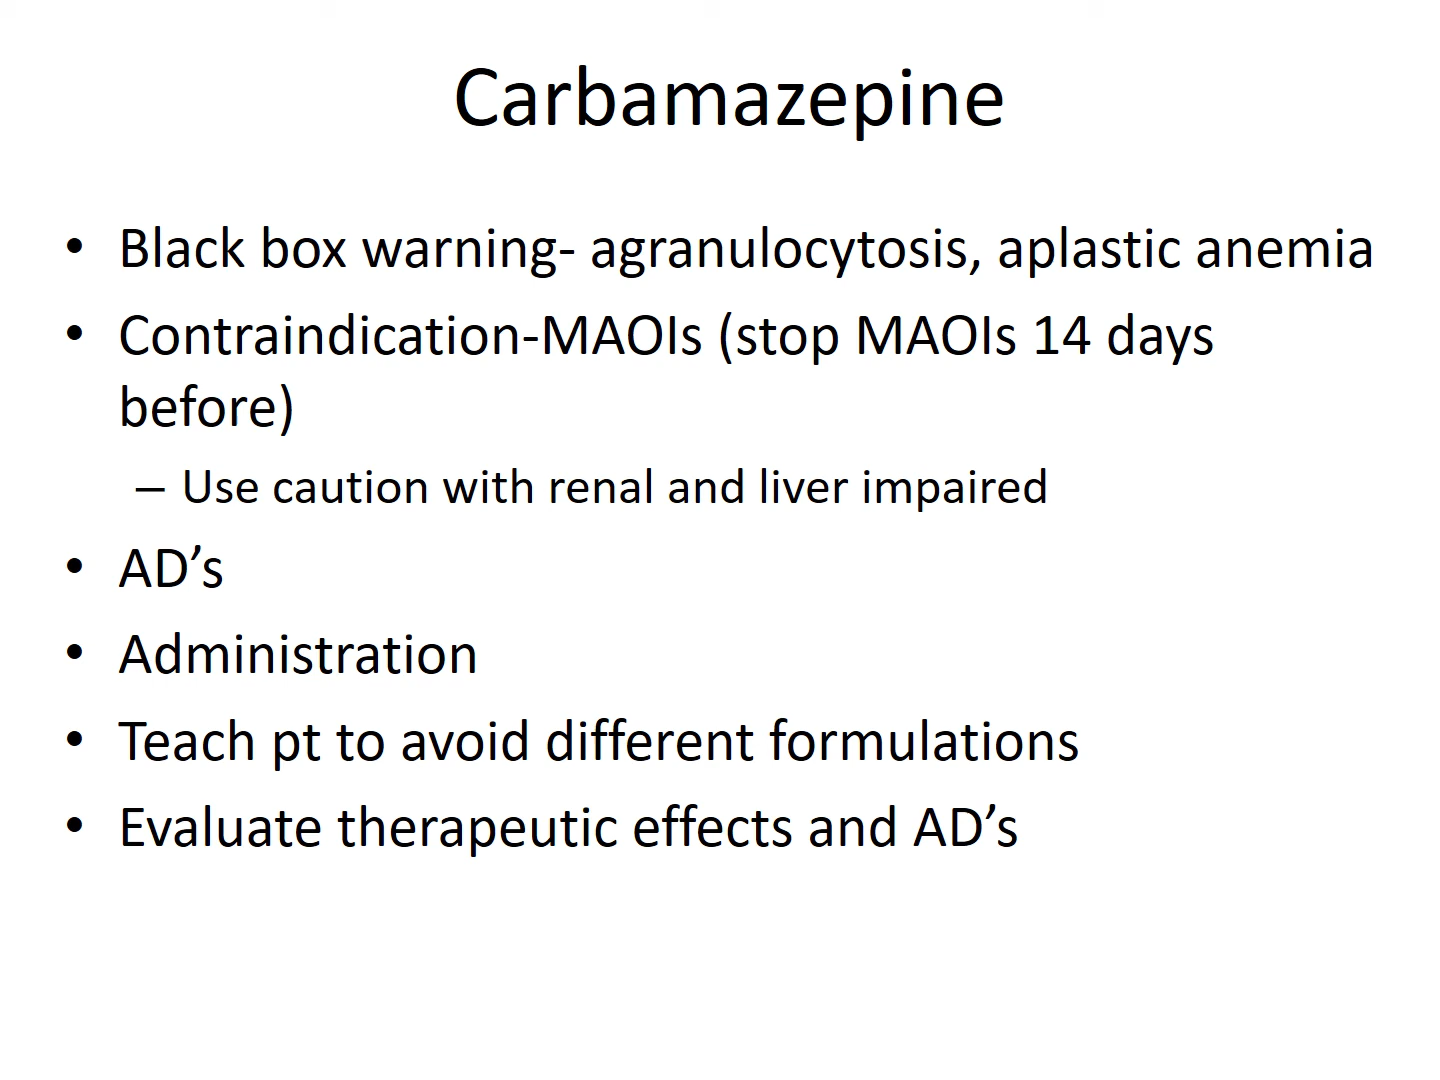 Carbamazepine
• Black box warning- agranulocytosis, aplastic anemia
• Contraindication-MAOIs (stop MAOIs 14 days
before)
– Use caution with renal and liver impaired
• AD’s
• Administration
• Teach pt to avoid different formulations
• Evaluate therapeutic effects and AD’s